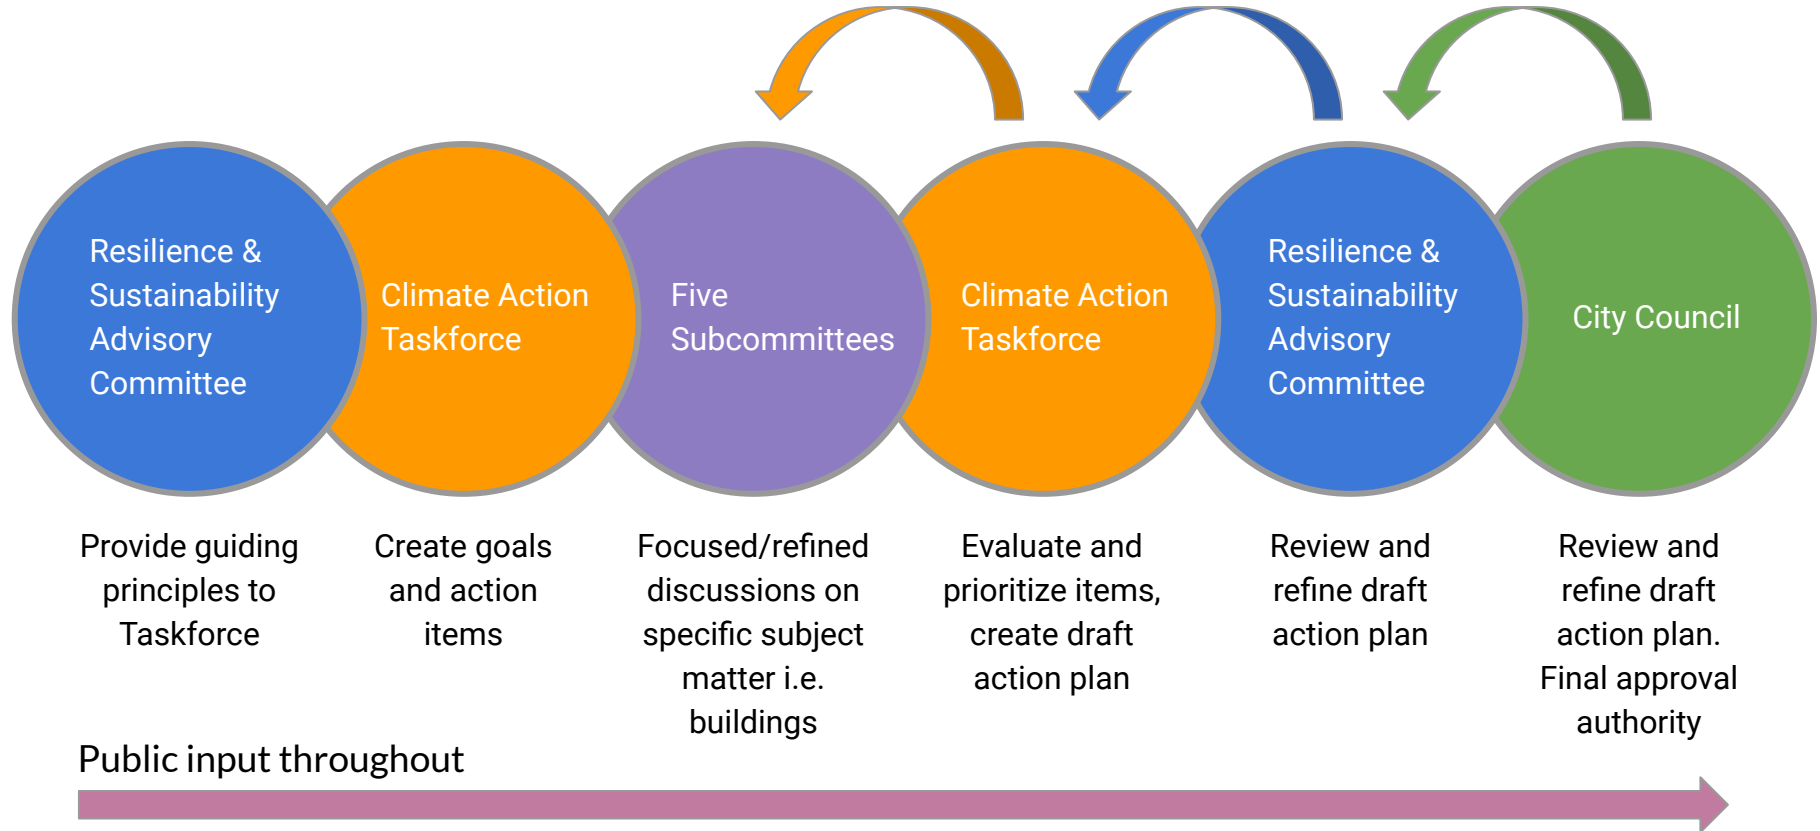 Resilience &
Sustainability
Advisory
Committee
Climate Action
Taskforce
Five
Subcommittees
Climate Action
Taskforce
Resilience &
Sustainability
Advisory
Committee
City Council
Provide guiding
principles to
Taskforce
Create goals
and action
items
Focused/refined
discussions on
specific subject
matter i.e.
buildings
Evaluate and
prioritize items,
create draft
action plan
Review and
refine draft
action plan
Review and
refine draft
action plan.
Final approval
authority
Public input throughout